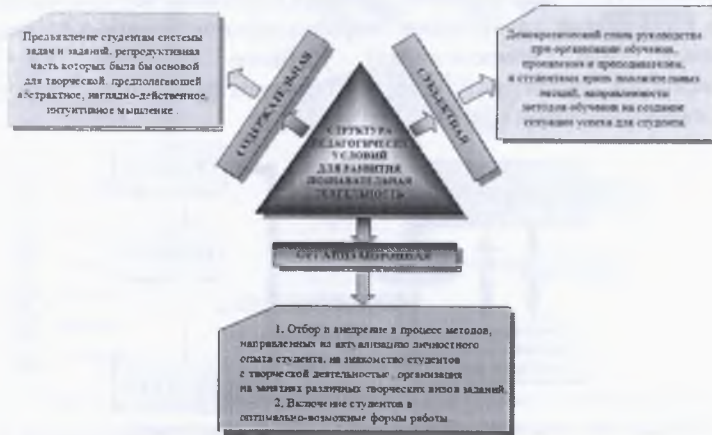 Предъявление студентам системы
задач и заданий, репродуктивная
часть которых была бы основой
для творческой, предполагающей
абстрактное, наглядно-действенное,
интуитивное мышление
СОДЕРЖАТЕЛЬНАЯ
СУБЪЕКТНАЯ
Демократический стиль руководства
при организации обучения,
проявления и преподавателем,
и студентами
положительных
эмоций, направленности
методов обучения на создание
ситуации успеха для студента
СТРУКТУРА
ПЕДАГОГИЧЕСКИХ
УСЛОВИЙ
ДЛЯ РАЗВИТИЯ
ПОЗНАВАТЕЛЬНАЯ
ДЕЯТЕЛЬНОСТЬ
ОРГАНИЗАЦИОННАЯ
1. Отбор и внедрение в процесс методов,
направленных на актуализацию личностного
опыта студента, на знакомство студентов
с творческой деятельностью, организация
на занятиях различных творческих видов заданий.
2. Включение студентов в
оптимально-возможные формы работы